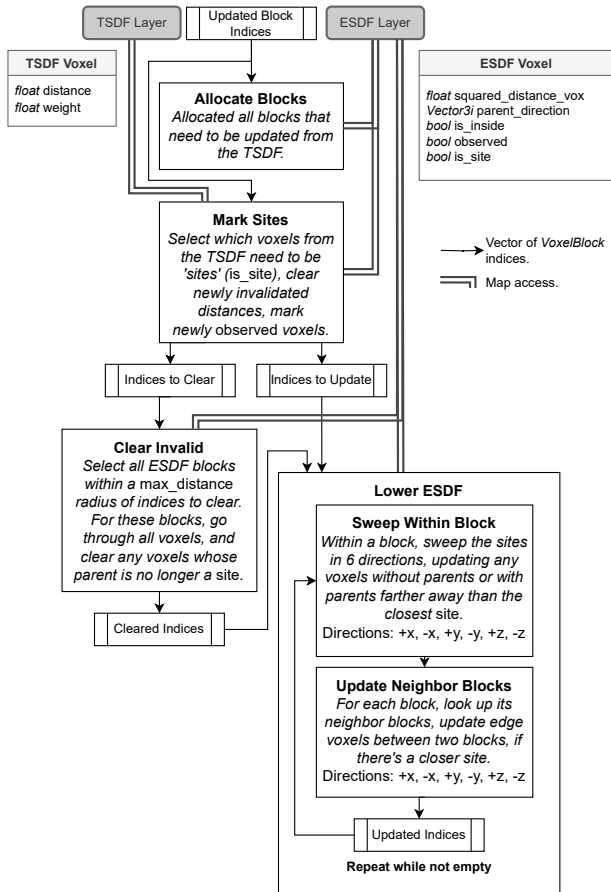 TSDF Layer
Updated Block
Indices
ESDF Layer
TSDF Voxel
float distance
float weight
ESDF Voxel
float squared_distance_vox
Vector3i parent_direction
bool is_inside
bool observed
bool is_site
Allocate Blocks
Allocated all blocks that
need to be updated from
the TSDF.
Mark Sites
Select which voxels from
the TSDF need to be
'sites' (is_site), clear
newly invalidated
distances, mark
newly observed voxels.
Vector of VoxelBlock
indices.
Map access.
Indices to Clear
Indices to Update
Clear Invalid
Select all ESDF blocks
within a max_distance
radius of indices to clear.
For these blocks, go
through all voxels, and
clear any voxels whose
parent is no longer a site.
Cleared Indices
Lower ESDF
Sweep Within Block
Within a block, sweep the sites
in 6 directions, updating any
voxels without parents or with
parents farther away than the
closest site.
Directions: +x, -x, +y, -y, +z, -z
Update Neighbor Blocks
For each block, look up its
neighbor blocks, update edge
voxels between two blocks, if
there's a closer site.
Directions: +x, -x, +y, -y, +z, -z
Updated Indices
Repeat while not empty